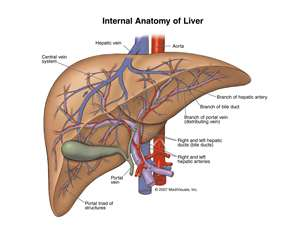 Internal Anatomy of Liver
Hepatic vein
Aorta
Central vein
system
Branch of hepatic artery
Branch of bile duct
Branch of portal vein
(distributing vein)
Right and left hepatic
ducts (bile ducts)
Right and left
hepatic arteries
Portal
vein
© 2007 MediVisuals, Inc.
Portal triad of
structures